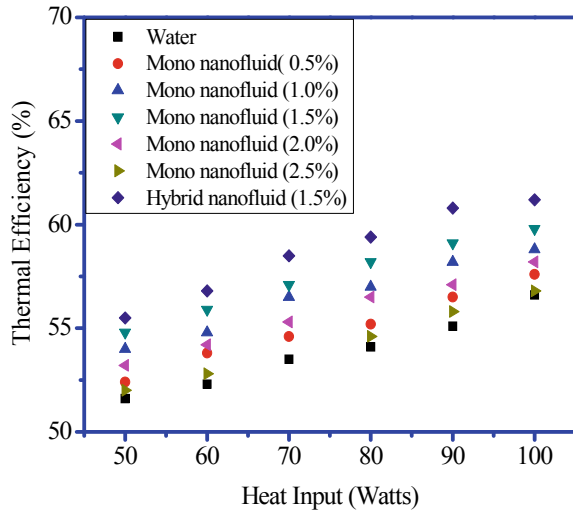 70
65
60
55
50
Thermal Efficiency (%)
Water
Mono nanofluid( 0.5%)
Mono nanofluid (1.0%)
Mono nanofluid (1.5%)
Mono nanofluid (2.0%)
Mono nanofluid (2.5%)
Hybrid nanofluid (1.5%)
50 60 70 80 90 100
Heat Input (Watts)